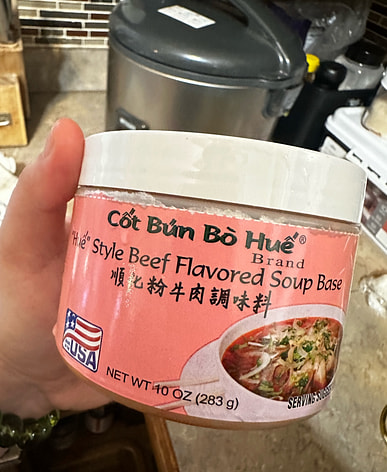 Cốt Bún Bò Huế®
Brand
"Huế" Style Beef Flavored Soup Base
順化粉牛肉調味料
USA
NET WT 10 OZ (283 g)
SERVING